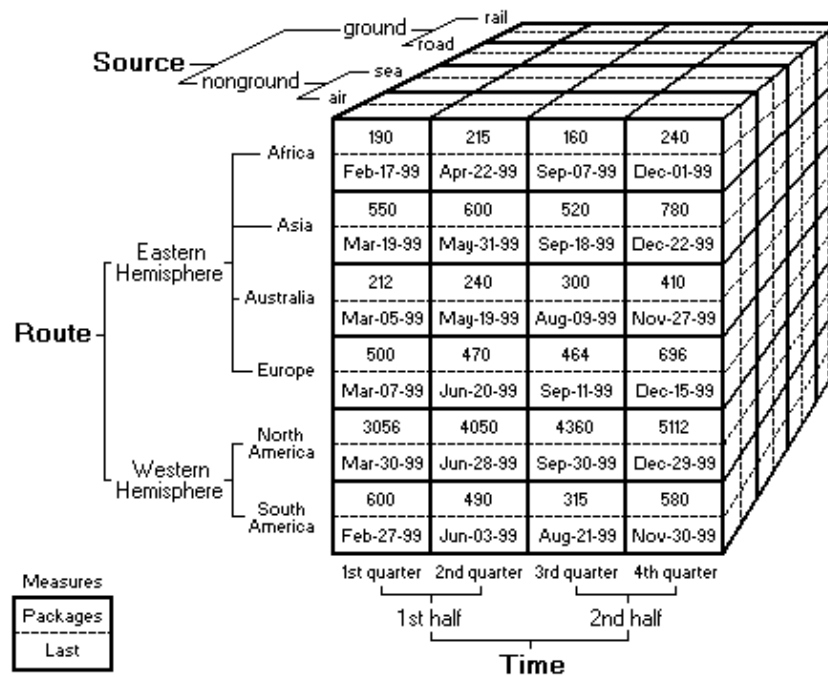 rail
ground
road
Source
sea
nonground
air
190 215 160 240
Africa
Feb-17-99 Apr-22-99 Sep-07-99 Dec-01-99
550 600 520 780
Asia
Mar-19-99 May-31-99 Sep-18-99 Dec-22-99
Eastern
Hemisphere
212 240 300 410
Australia
Mar-05-99 May-19-99 Aug-09-99 Nov-27-99
Route
500 470 464 696
Europe
Mar-07-99 Jun-20-99 Sep-11-99 Dec-15-99
3056 4050 4360 5112
North
America
Mar-30-99 Jun-28-99 Sep-30-99 Dec-29-99
Western
Hemisphere
600 490 315 580
South
America
Feb-27-99 Jun-03-99 Aug-21-99 Nov-30-99
1st quarter 2nd quarter 3rd quarter 4th quarter
1st half 2nd half
Time
Measures
Packages
Last